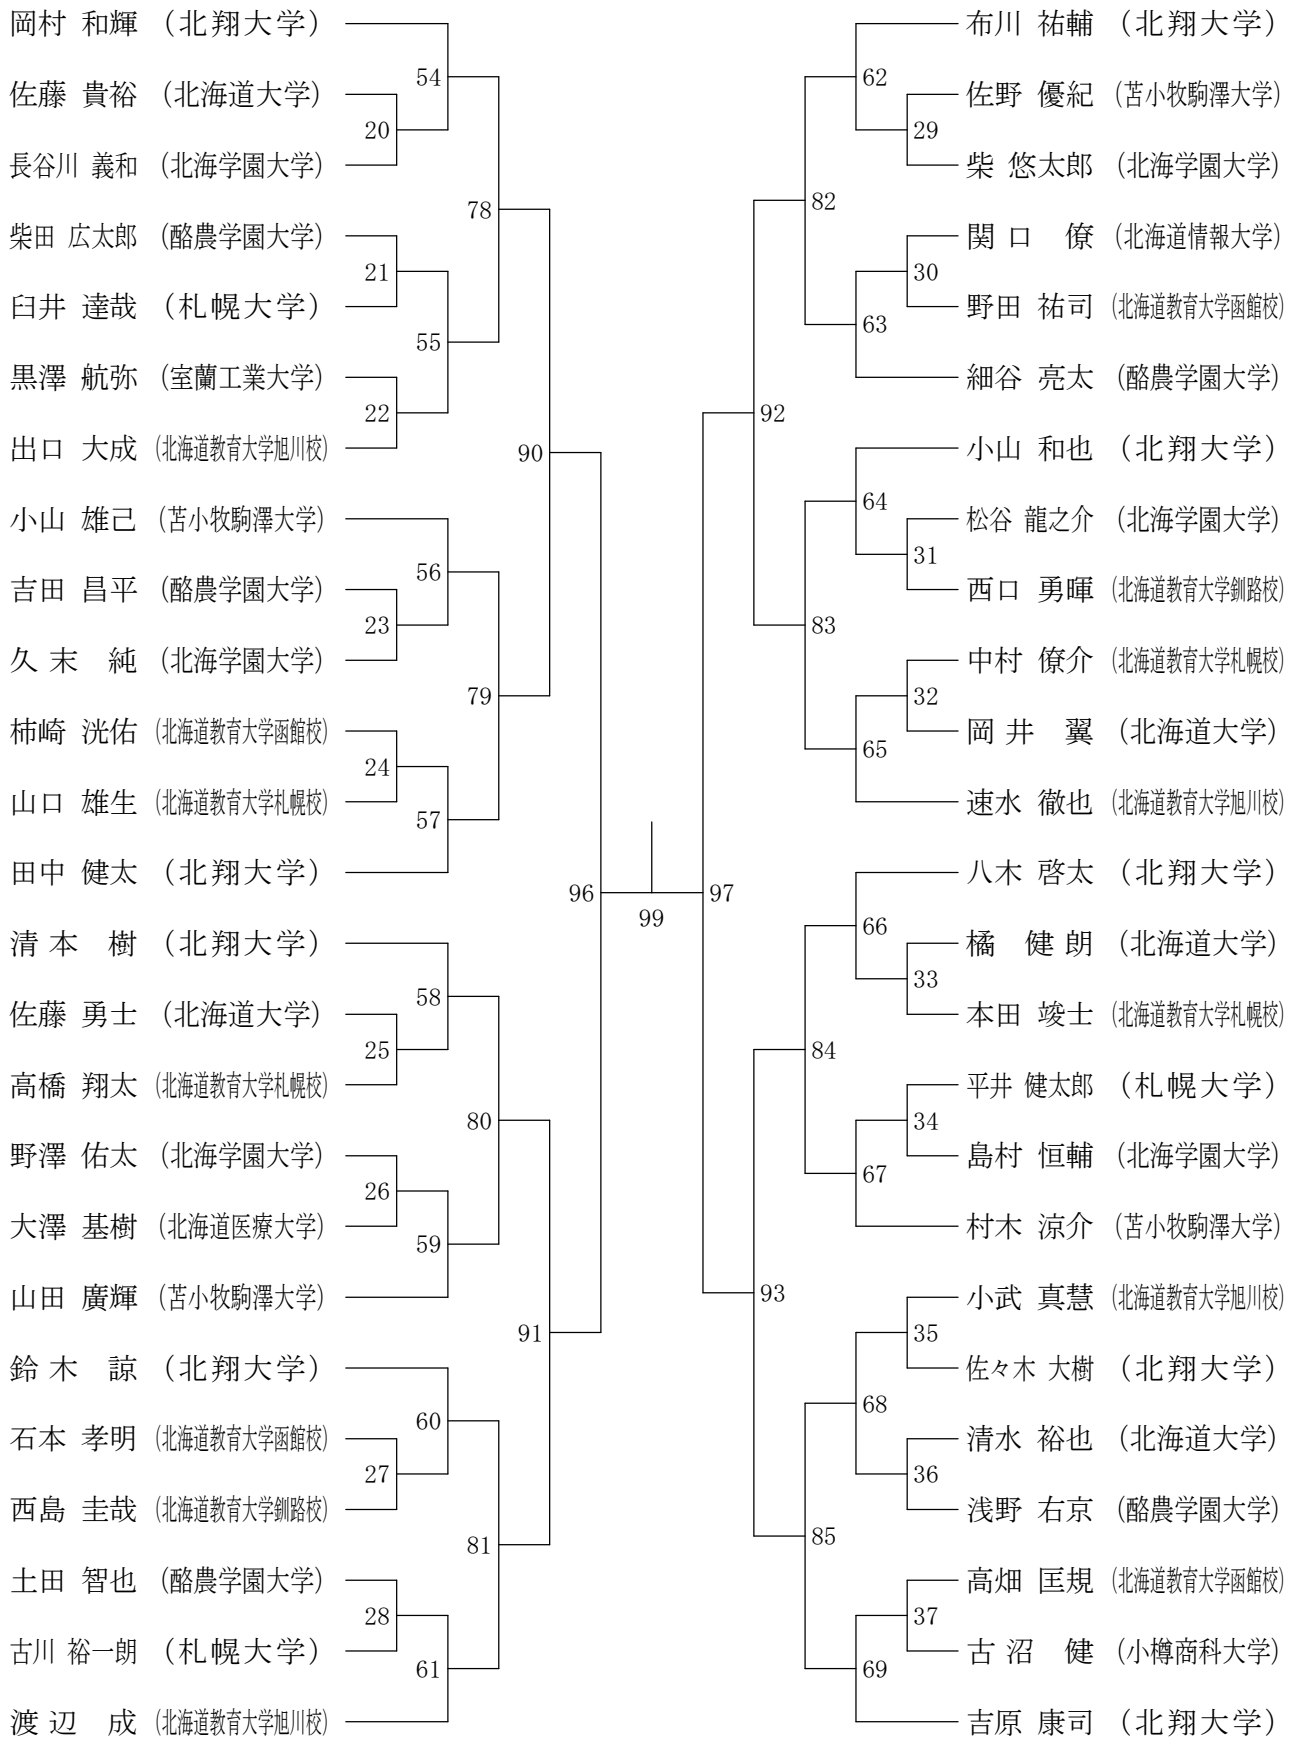 岡村 和輝 (北翔大学)
佐藤 貴裕 (北海道大学)
長谷川 義和 (北海学園大学)
柴田 広太郎 (酪農学園大学)
臼井 達哉 (札幌大学)
黒澤 航弥 (室蘭工業大学)
出口 大成 (北海道教育大学旭川校)
小山 雄己 (苫小牧駒澤大学)
吉田 昌平 (酪農学園大学)
久末 純 (北海学園大学)
柿崎 洸佑 (北海道教育大学函館校)
山口 雄生 (北海道教育大学札幌校)
田中 健太 (北翔大学)
清本 樹 (北翔大学)
佐藤 勇士 (北海道大学)
高橋 翔太 (北海道教育大学札幌校)
野澤 佑太 (北海学園大学)
大澤 基樹 (北海道医療大学)
山田 廣輝 (苫小牧駒澤大学)
鈴木 諒 (北翔大学)
石本 孝明 (北海道教育大学函館校)
西島 圭哉 (北海道教育大学釧路校)
土田 智也 (酪農学園大学)
古川 裕一朗 (札幌大学)
渡辺 成 (北海道教育大学旭川校)
20
21
22
23
24
25
26
27
28
54
55
56
57
58
59
60
61
78
79
80
81
90
91
96
99
97
92
93
82
83
84
85
62
63
64
65
66
67
68
69
29
30
31
32
33
34
35
36
37
布川 祐輔 (北翔大学)
佐野 優紀 (苫小牧駒澤大学)
柴 悠太郎 (北海学園大学)
関口 僚 (北海道情報大学)
野田 祐司 (北海道教育大学函館校)
細谷 亮太 (酪農学園大学)
小山 和也 (北翔大学)
松谷 龍之介 (北海学園大学)
西口 勇暉 (北海道教育大学釧路校)
中村 僚介 (北海道教育大学札幌校)
岡井 翼 (北海道大学)
速水 徹也 (北海道教育大学旭川校)
八木 啓太 (北翔大学)
橘 健朗 (北海道大学)
本田 竣士 (北海道教育大学札幌校)
平井 健太郎 (札幌大学)
島村 恒輔 (北海学園大学)
村木 涼介 (苫小牧駒澤大学)
小武 真慧 (北海道教育大学旭川校)
佐々木 大樹 (北翔大学)
清水 裕也 (北海道大学)
浅野 右京 (酪農学園大学)
高畑 匡規 (北海道教育大学函館校)
古沼 健 (小樽商科大学)
吉原 康司 (北翔大学)